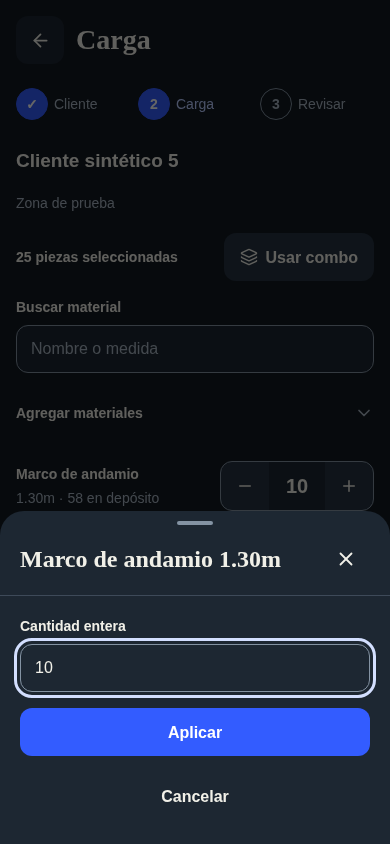 Carga
✓ Cliente
2 Carga
3 Revisar
Cliente sintético 5
Zona de prueba
25 piezas seleccionadas
Usar combo
Buscar material
Nombre o medida
Agregar materiales
Marco de andamio
1.30m · 58 en depósito
− 10 +
Marco de andamio 1.30m
Cantidad entera
10
Aplicar
Cancelar